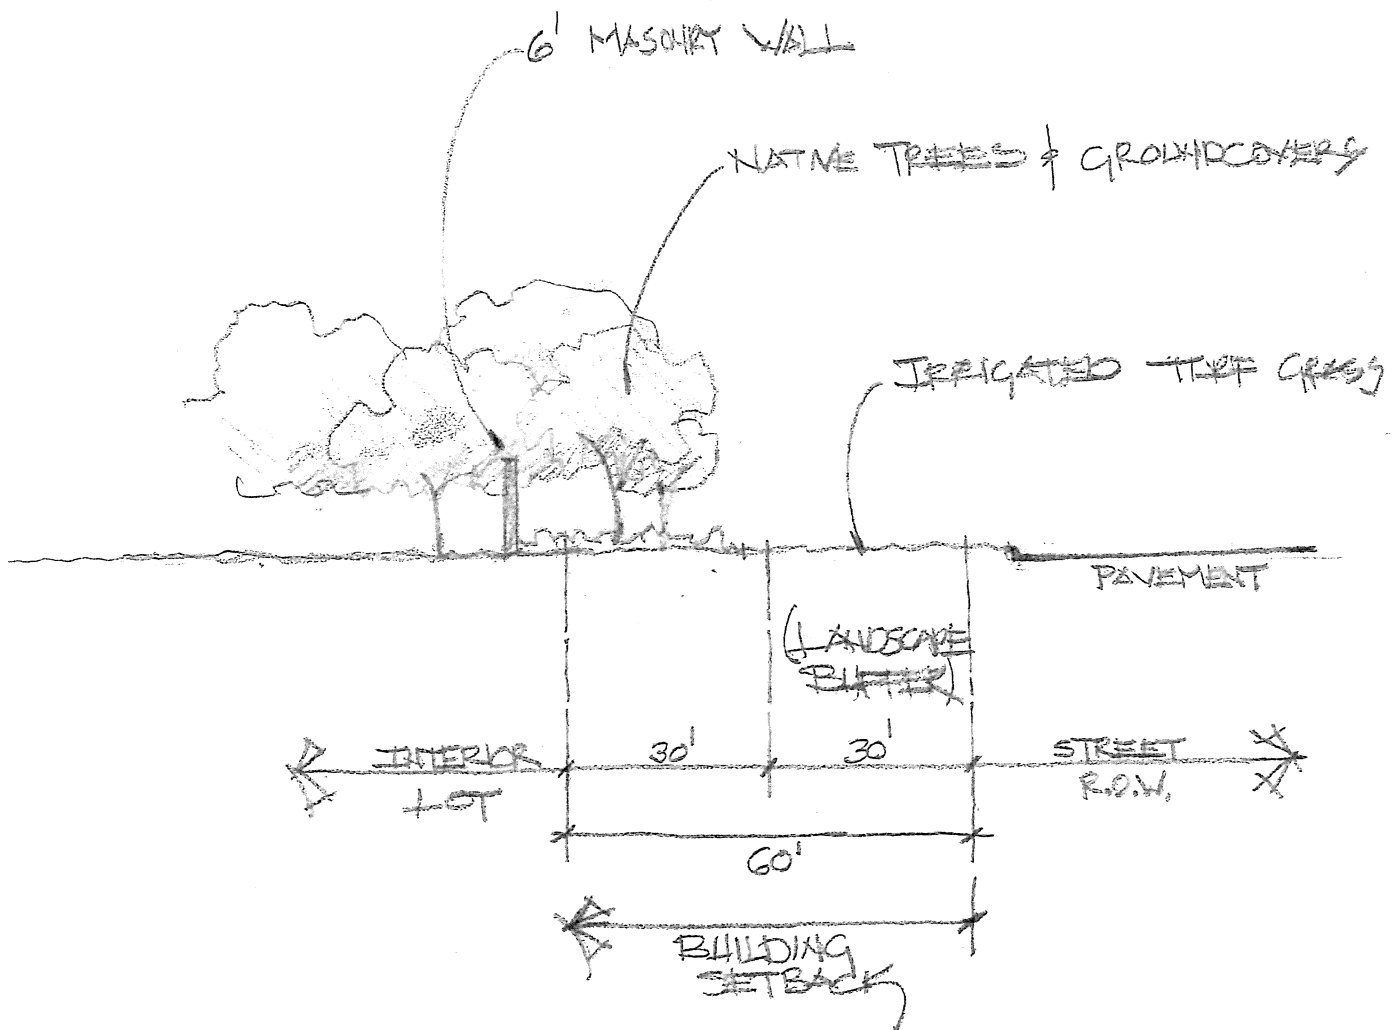 6' MASONRY WALL
NATIVE TREES & GROUNDCOVERS
IRRIGATED TURF GRASS
PAVEMENT
(LANDSCAPE
BUFFER)
INTERIOR
LOT
30'
30'
STREET
R.O.W.
60'
BUILDING
SETBACK